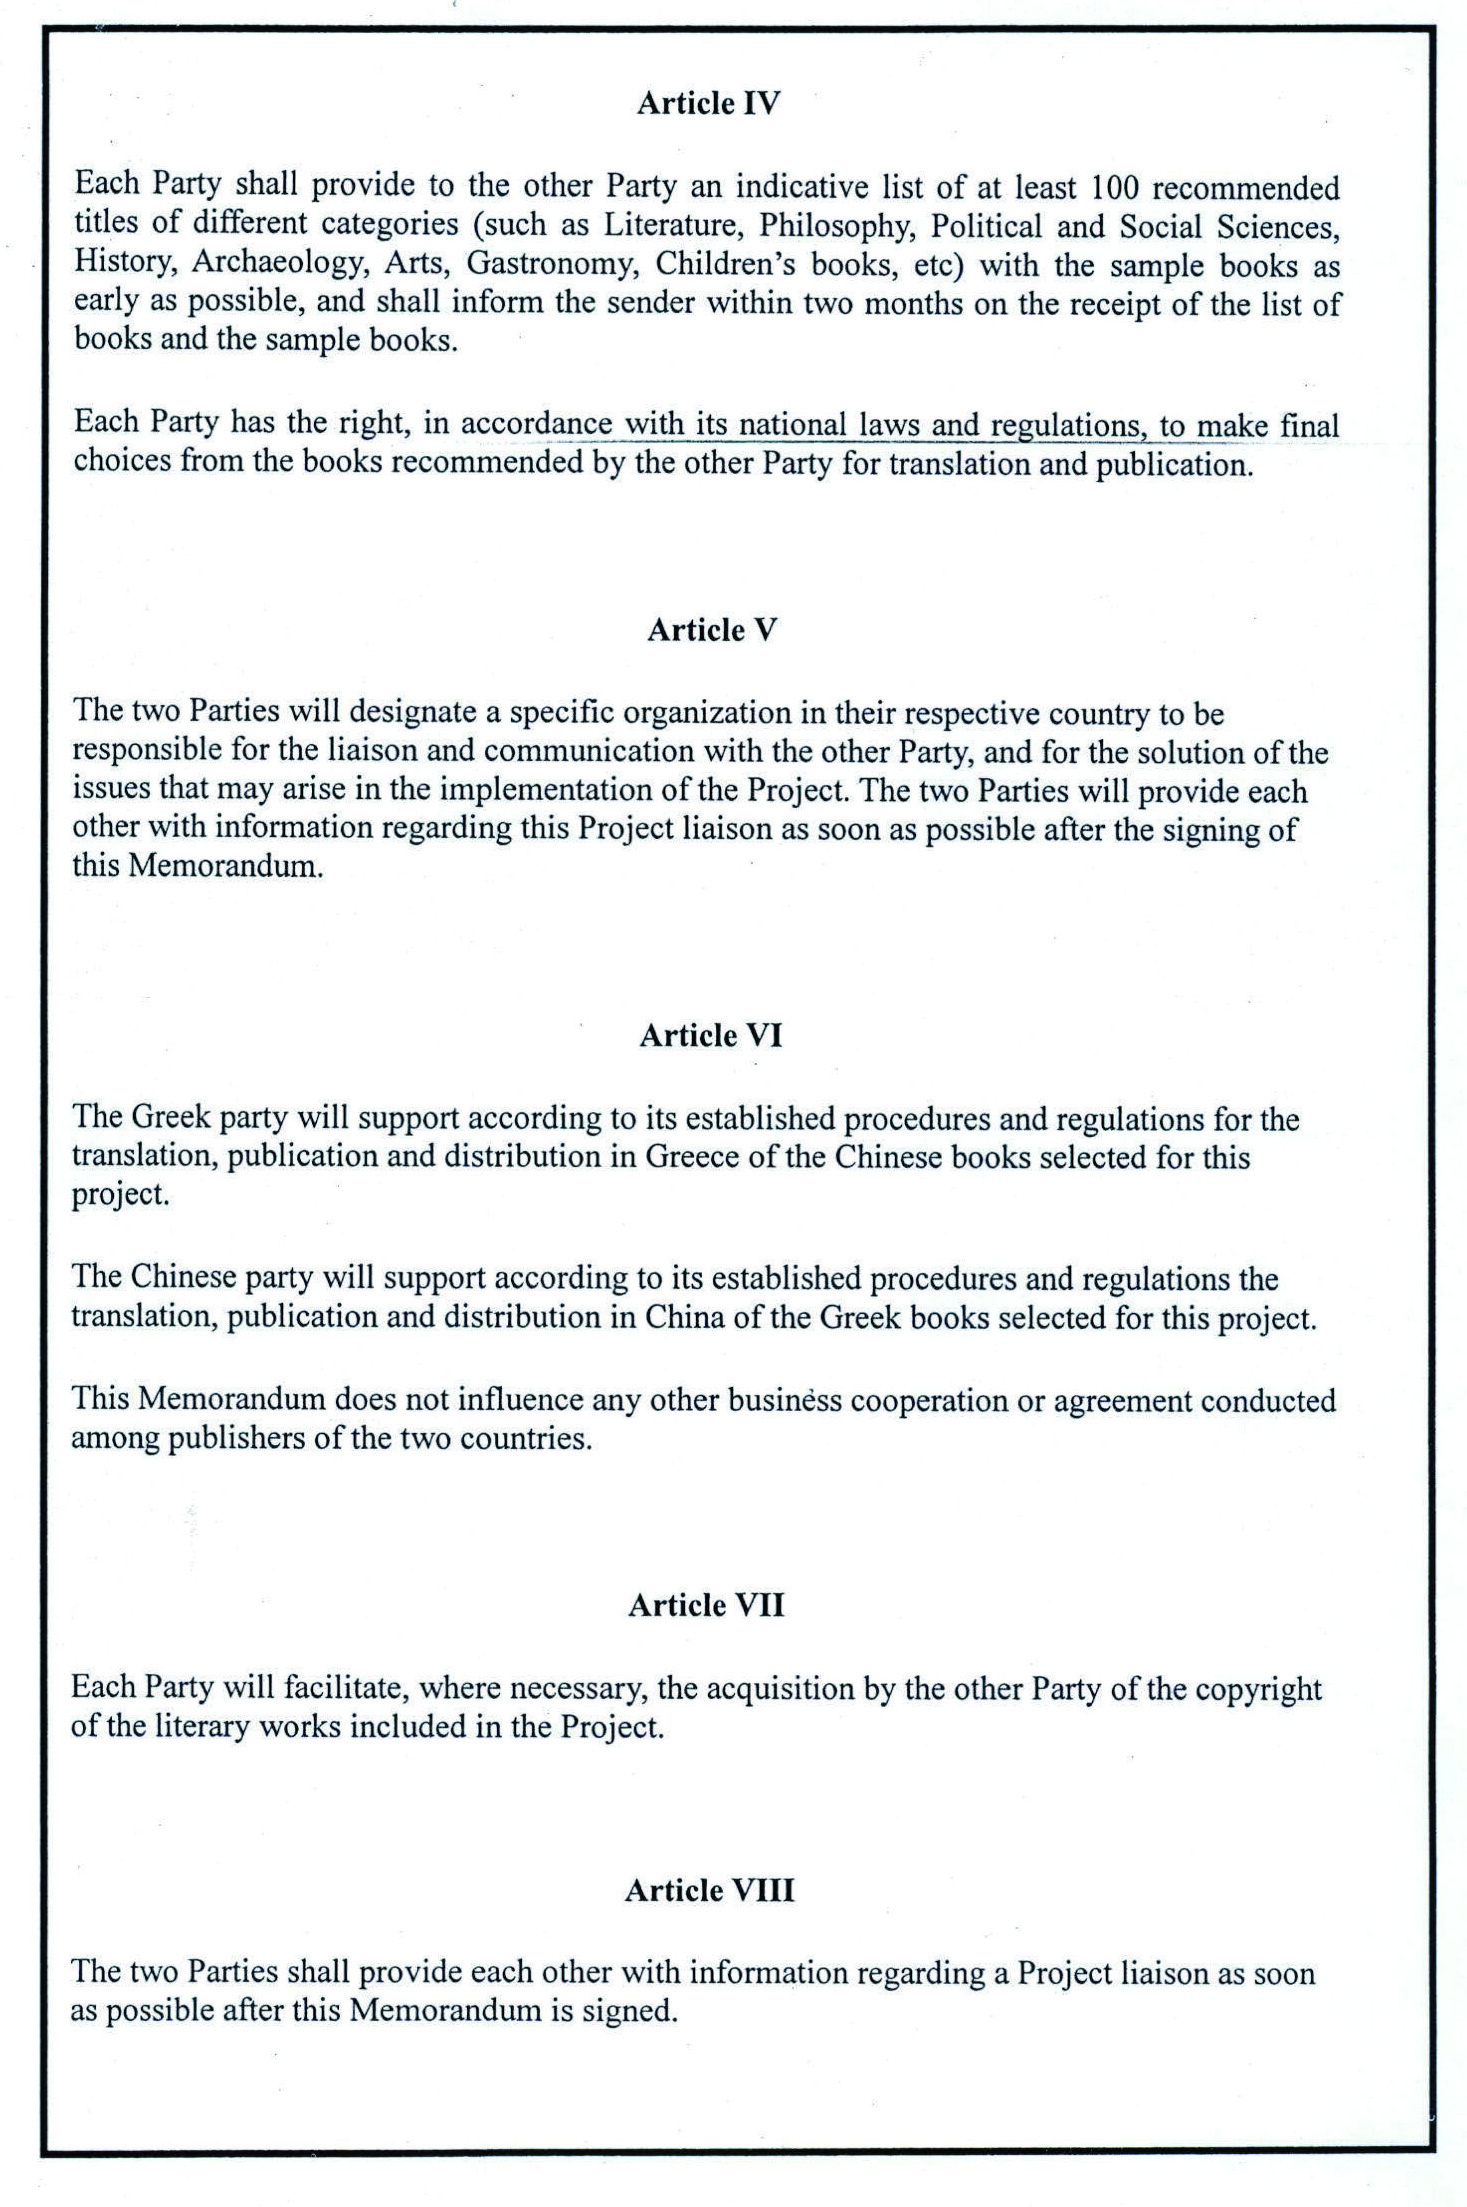 Article IV
Each Party shall provide to the other Party an indicative list of at least 100 recommended
titles of different categories (such as Literature, Philosophy, Political and Social Sciences,
History, Archaeology, Arts, Gastronomy, Children's books, etc) with the sample books as
early as possible, and shall inform the sender within two months on the receipt of the list of
books and the sample books.
Each Party has the right, in accordance with its national laws and regulations, to make final
choices from the books recommended by the other Party for translation and publication.
Article V
The two Parties will designate a specific organization in their respective country to be
responsible for the liaison and communication with the other Party, and for the solution of the
issues that may arise in the implementation of the Project. The two Parties will provide each
other with information regarding this Project liaison as soon as possible after the signing of
this Memorandum.
Article VI
The Greek party will support according to its established procedures and regulations for the
translation, publication and distribution in Greece of the Chinese books selected for this
project.
The Chinese party will support according to its established procedures and regulations the
translation, publication and distribution in China of the Greek books selected for this project.
This Memorandum does not influence any other business cooperation or agreement conducted
among publishers of the two countries.
Article VII
Each Party will facilitate, where necessary, the acquisition by the other Party of the copyright
of the literary works included in the Project.
Article VIII
The two Parties shall provide each other with information regarding a Project liaison as soon
as possible after this Memorandum is signed.